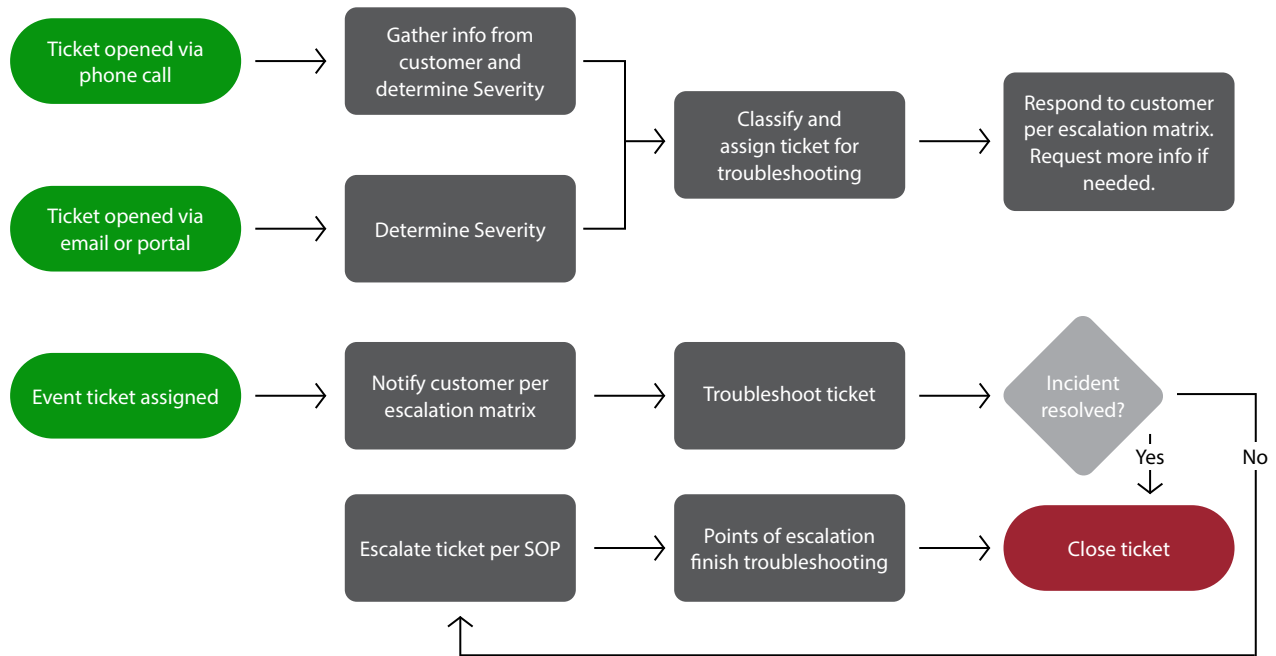 Ticket opened via
phone call
Gather info from
customer and
determine Severity
Classify and
assign ticket for
troubleshooting
Respond to customer
per escalation matrix.
Request more info if
needed.
Ticket opened via
email or portal
Determine Severity
Event ticket assigned
Notify customer per
escalation matrix
Troubleshoot ticket
Incident
resolved?
Yes
No
Escalate ticket per SOP
Points of escalation
finish troubleshooting
Close ticket